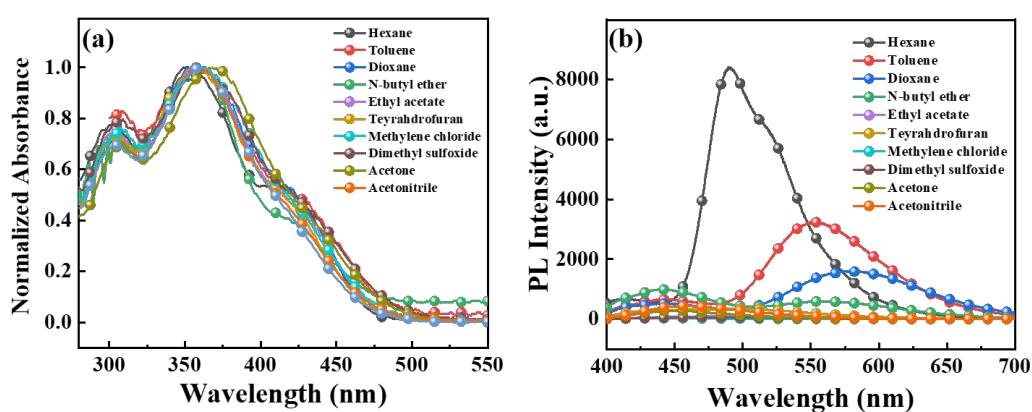 (a)
Hexane
Toluene
Dioxane
N-butyl ether
Ethyl acetate
Teyrahdrofuran
Methylene chloride
Dimethyl sulfoxide
Acetone
Acetonitrile
Normalized Absorbance
1.0
0.8
0.6
0.4
0.2
0.0
300 350 400 450 500 550
Wavelength (nm)
(b)
Hexane
Toluene
Dioxane
N-butyl ether
Ethyl acetate
Teyrahdrofuran
Methylene chloride
Dimethyl sulfoxide
Acetone
Acetonitrile
PL Intensity (a.u.)
8000
6000
4000
2000
0
400 450 500 550 600 650 700
Wavelength (nm)